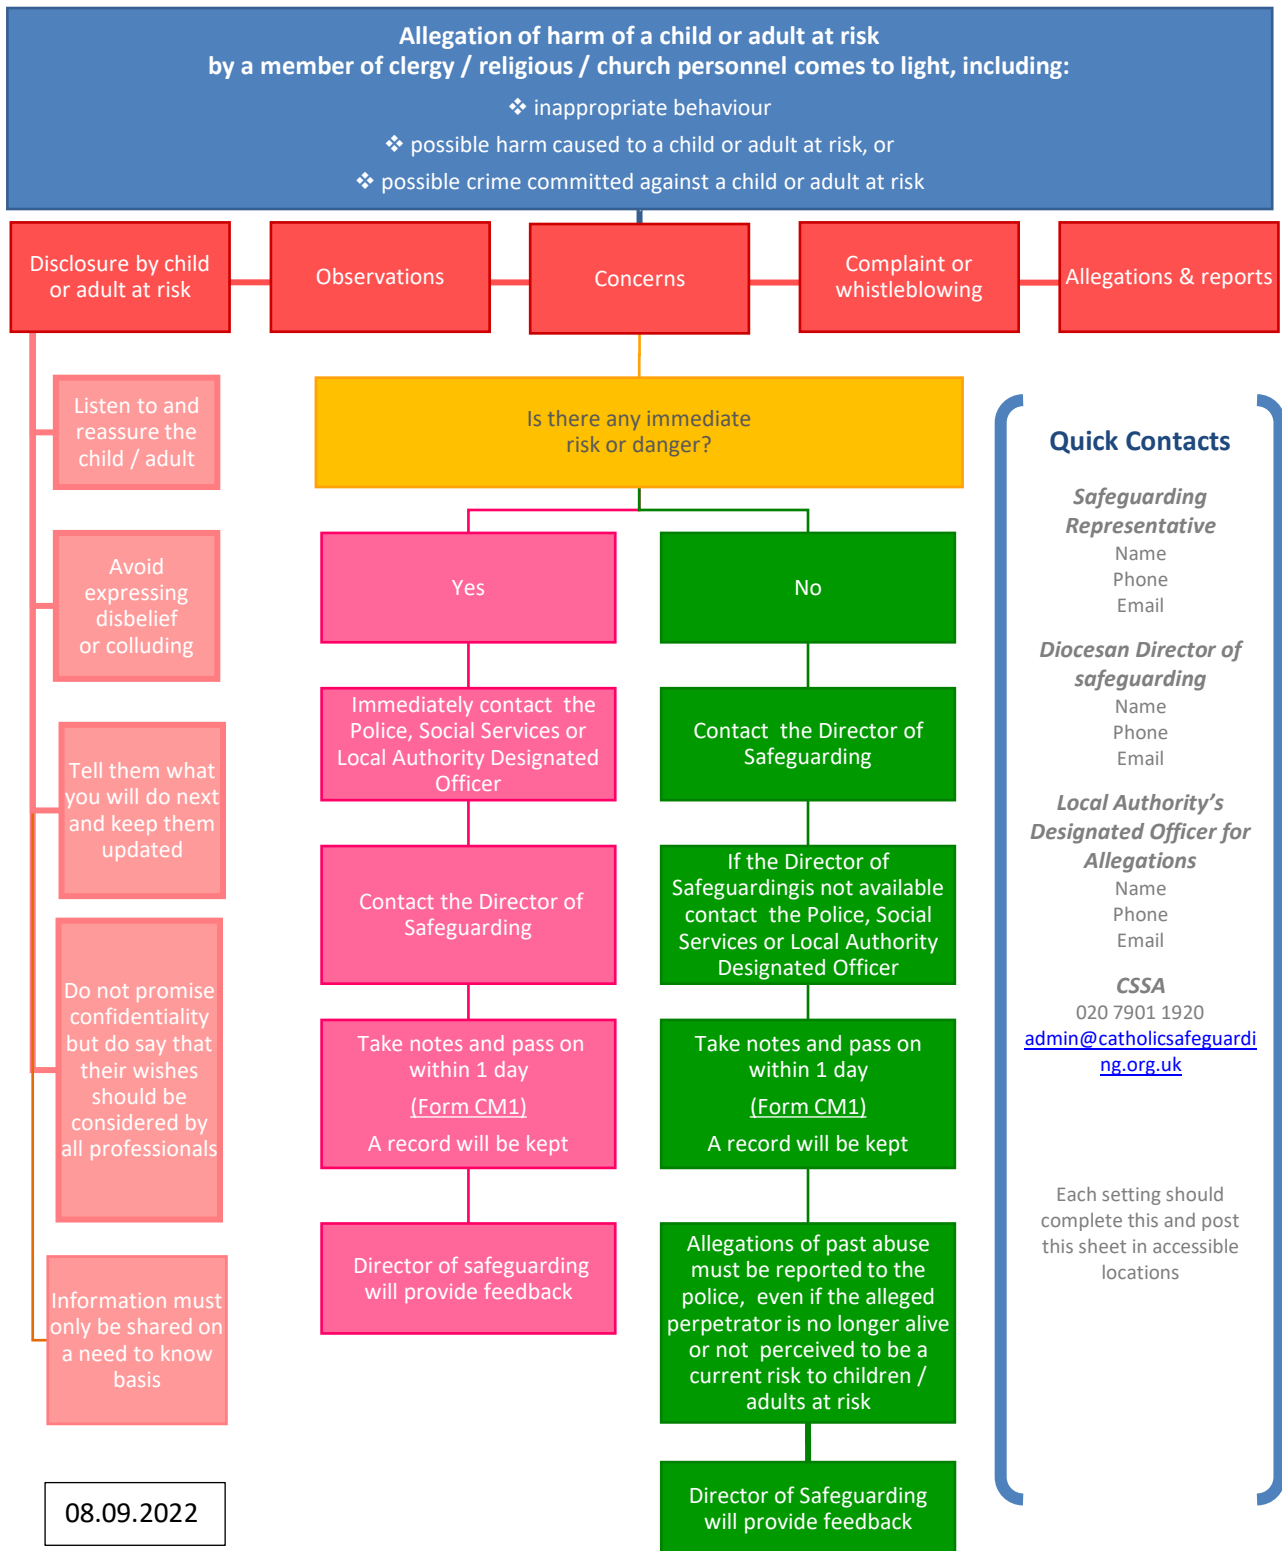 Allegation of harm of a child or adult at risk
by a member of clergy / religious / church personnel comes to light, including:
❖ inappropriate behaviour
❖ possible harm caused to a child or adult at risk, or
❖ possible crime committed against a child or adult at risk
Disclosure by child
or adult at risk
Observations
Concerns
Complaint or
whistleblowing
Allegations & reports
Listen to and
reassure the
child / adult
Avoid
expressing
disbelief
or colluding
Tell them what
you will do next
and keep them
updated
Do not promise
confidentiality
but do say that
their wishes
should be
considered by
all professionals
Information must
only be shared on
a need to know
basis
08.09.2022
Is there any immediate
risk or danger?
Yes
Immediately contact  the
Police, Social Services or
Local Authority Designated
Officer
Contact the Director of
Safeguarding
Take notes and pass on
within 1 day
(Form CM1)
A record will be kept
Director of safeguarding
will provide feedback
No
Contact  the Director of
Safeguarding
If the Director of
Safeguardingis not available
contact  the Police, Social
Services or Local Authority
Designated Officer
Take notes and pass on
within 1 day
(Form CM1)
A record will be kept
Allegations of past abuse
must be reported to the
police,  even if the alleged
perpetrator is no longer alive
or not  perceived to be a
current risk to children /
adults at risk
Director of Safeguarding
will provide feedback
Quick Contacts
Safeguarding
Representative
Name
Phone
Email
Diocesan Director of
safeguarding
Name
Phone
Email
Local Authority’s
Designated Officer for
Allegations
Name
Phone
Email
CSSA
020 7901 1920
admin@catholicsafeguardi
ng.org.uk
Each setting should
complete this and post
this sheet in accessible
locations